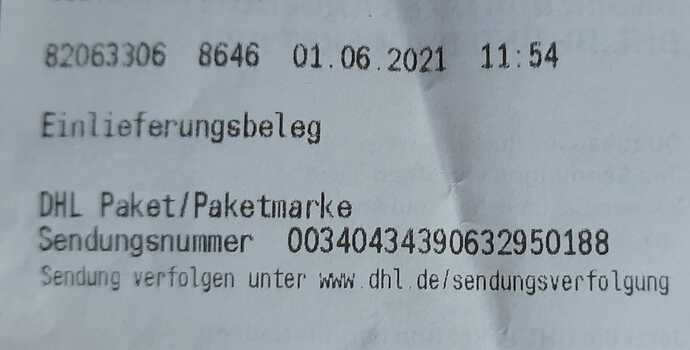 82063306 8646 01.06.2021 11:54
Einlieferungsbeleg
DHL Paket/Paketmarke
Sendungsnummer 00340434390632950188
Sendung verfolgen unter www.dhl.de/sendungsverfolgung